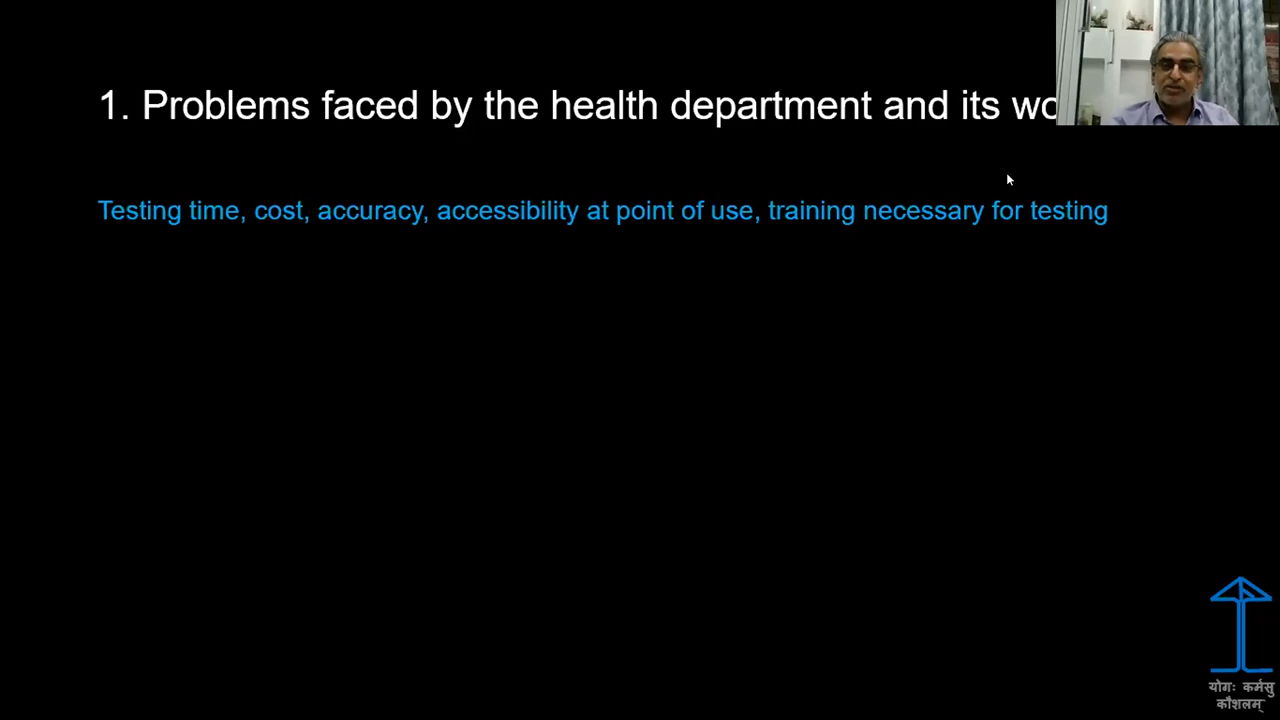 1. Problems faced by the health department and its
Testing time, cost, accuracy, accessibility at point of use, training necessary for testing
योगः कर्मसु
कौशलम्